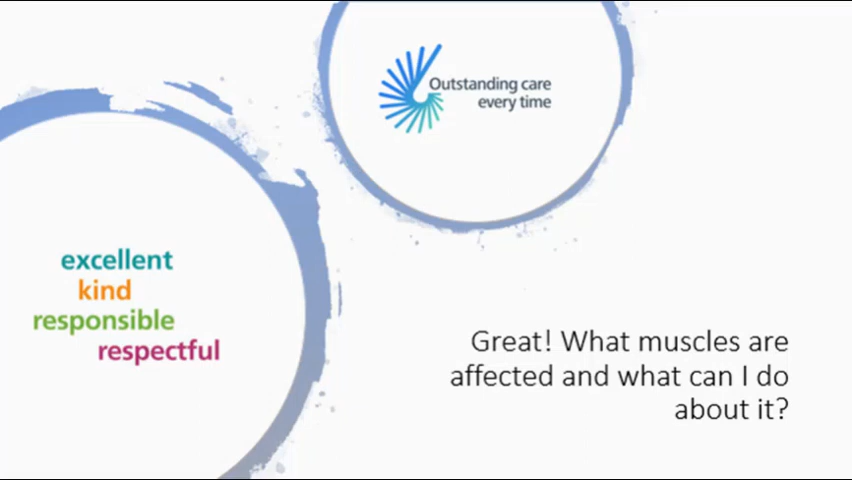 Outstanding care
every time
excellent
kind
responsible
respectful
Great! What muscles are
affected and what can I do
about it?